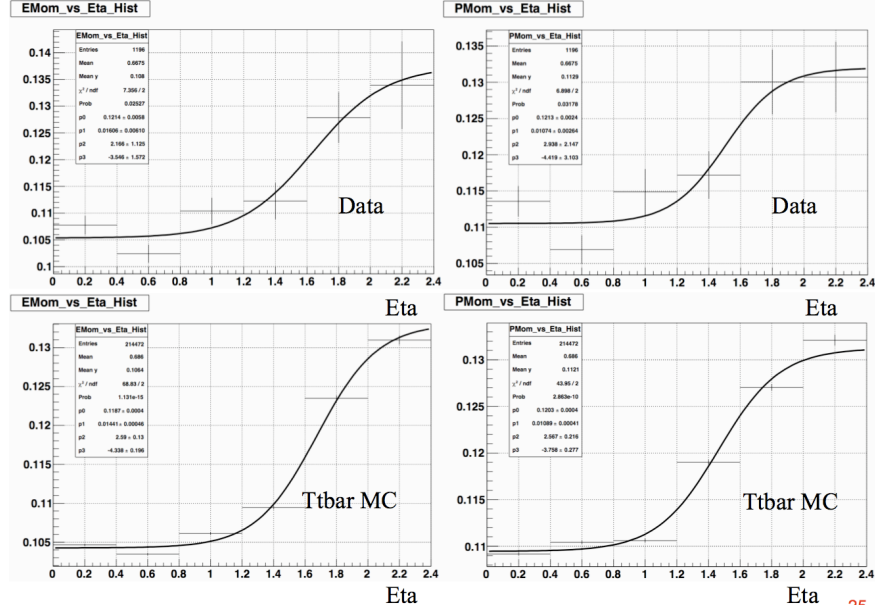 EMom_vs_Eta_Hist
EMom_vs_Eta_Hist
Entries 1196
Mean 0.6675
Mean y 0.108
χ² / ndf 7.356 / 2
Prob 0.02527
p0 0.1214 ± 0.0058
p1 0.01606 ± 0.00610
p2 2.166 ± 1.125
p3 -3.546 ± 1.572
0.14
0.135
0.13
0.125
0.12
0.115
0.11
0.105
0.1
Data
0 0.2 0.4 0.6 0.8 1 1.2 1.4 1.6 1.8 2 2.2 2.4
Eta
PMom_vs_Eta_Hist
PMom_vs_Eta_Hist
Entries 1196
Mean 0.6675
Mean y 0.1129
χ² / ndf 6.898 / 2
Prob 0.03178
p0 0.1213 ± 0.0024
p1 0.01074 ± 0.00264
p2 2.938 ± 2.147
p3 -4.419 ± 3.103
0.135
0.13
0.125
0.12
0.115
0.11
0.105
Data
0 0.2 0.4 0.6 0.8 1 1.2 1.4 1.6 1.8 2 2.2 2.4
Eta
EMom_vs_Eta_Hist
EMom_vs_Eta_Hist
Entries 214472
Mean 0.686
Mean y 0.1064
χ² / ndf 68.83 / 2
Prob 1.131e-15
p0 0.1187 ± 0.0004
p1 0.01441 ± 0.00046
p2 2.59 ± 0.13
p3 -4.338 ± 0.196
0.13
0.125
0.12
0.115
0.11
0.105
Ttbar MC
0 0.2 0.4 0.6 0.8 1 1.2 1.4 1.6 1.8 2 2.2 2.4
Eta
PMom_vs_Eta_Hist
PMom_vs_Eta_Hist
Entries 214472
Mean 0.686
Mean y 0.1121
χ² / ndf 43.95 / 2
Prob 2.863e-10
p0 0.1203 ± 0.0004
p1 0.01089 ± 0.00041
p2 2.567 ± 0.216
p3 -3.758 ± 0.277
0.13
0.125
0.12
0.115
0.11
Ttbar MC
0 0.2 0.4 0.6 0.8 1 1.2 1.4 1.6 1.8 2 2.2 2.4
Eta